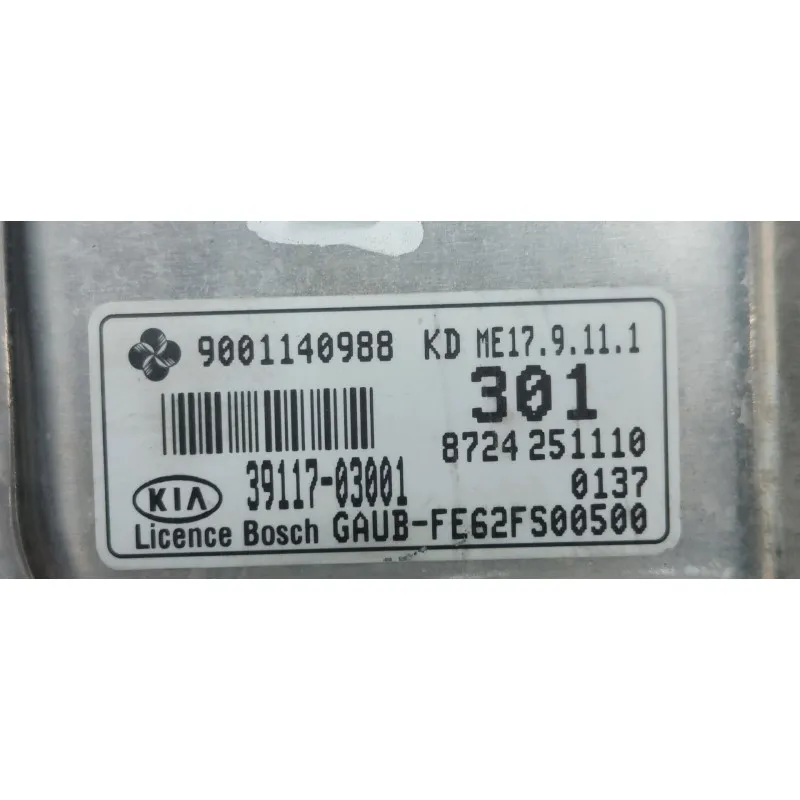 9001140988 KD ME17.9.11.1
301
8724 251110
39117-03001 0137
KIA
Licence Bosch GAUB-FE62FS00500